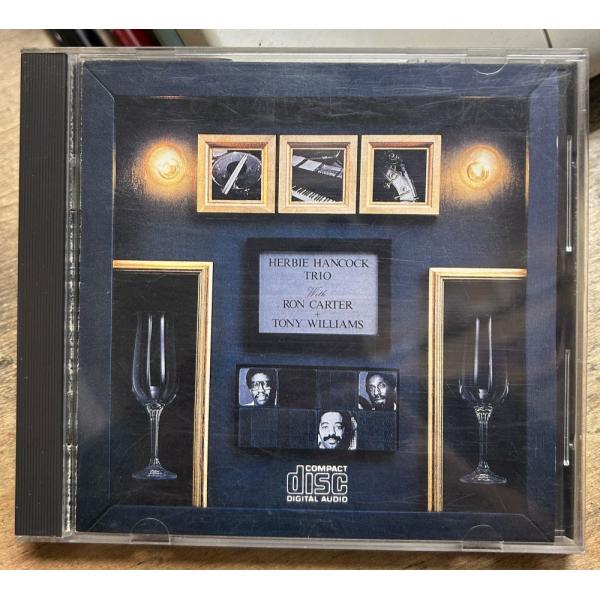 HERBIE HANCOCK
TRIO
With
RON CARTER
+
TONY WILLIAMS
COMPACT
disc
DIGITAL AUDIO